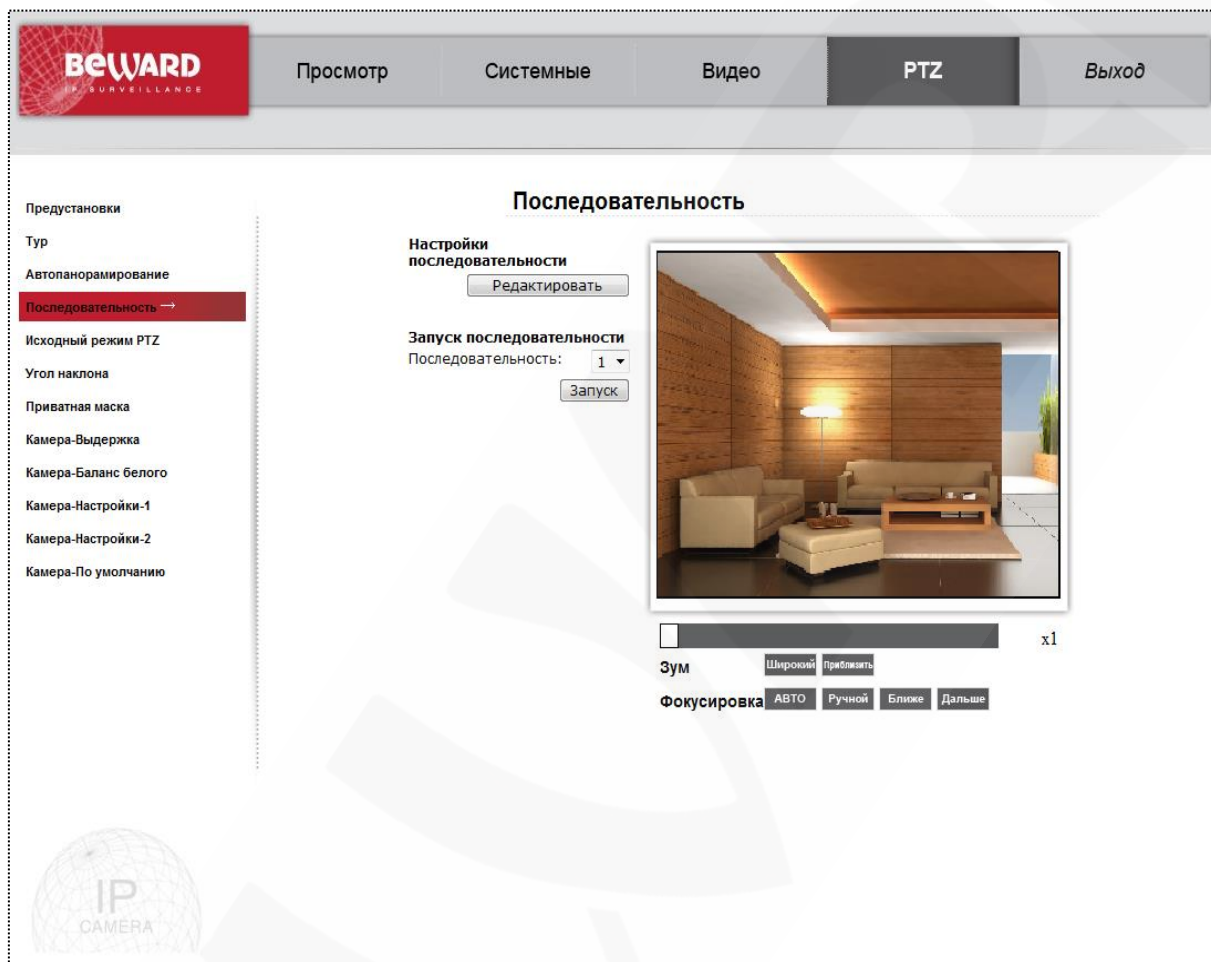 BEWARD
IP SURVEILLANCE
Просмотр
Системные
Видео
PTZ
Выход
Предустановки
Тур
Автопанорамирование
Последовательность →
Исходный режим PTZ
Угол наклона
Приватная маска
Камера-Выдержка
Камера-Баланс белого
Камера-Настройки-1
Камера-Настройки-2
Камера-По умолчанию
Последовательность
Настройки
последовательности
Редактировать
Запуск последовательности
Последовательность: 1
Запуск
x1
Зум Широкий Приблизить
Фокусировка АВТО Ручной Ближе Дальше
IP
CAMERA